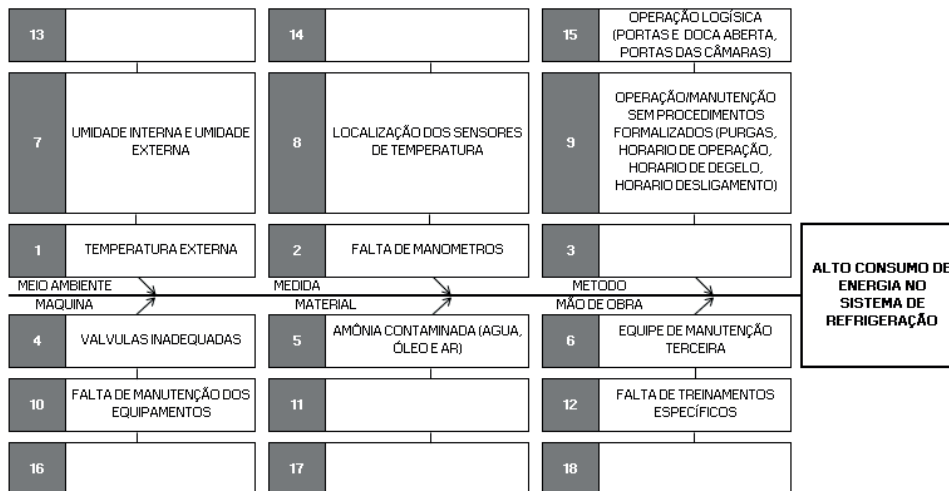 13
14
15
OPERAÇÃO LOGÍSICA
(PORTAS E DOCA ABERTA,
PORTAS DAS CÂMARAS)
7
UMIDADE INTERNA E UMIDADE
EXTERNA
8
LOCALIZAÇÃO DOS SENSORES
DE TEMPERATURA
9
OPERAÇÃO/MANUTENÇÃO
SEM PROCEDIMENTOS
FORMALIZADOS (PURGAS,
HORARIO DE OPERAÇÃO,
HORARIO DE DEGELO,
HORARIO DESLIGAMENTO)
1
TEMPERATURA EXTERNA
2
FALTA DE MANOMETROS
3
MEIO AMBIENTE
MEDIDA
METODO
ALTO CONSUMO DE
ENERGIA NO
SISTEMA DE
REFRIGERAÇÃO
MAQUINA
MATERIAL
MÃO DE OBRA
4
VALVULAS INADEQUADAS
5
AMÔNIA CONTAMINADA (AGUA,
ÓLEO E AR)
6
EQUIPE DE MANUTENÇÃO
TERCEIRA
10
FALTA DE MANUTENÇÃO DOS
EQUIPAMENTOS
11
12
FALTA DE TREINAMENTOS
ESPECÍFICOS
16
17
18